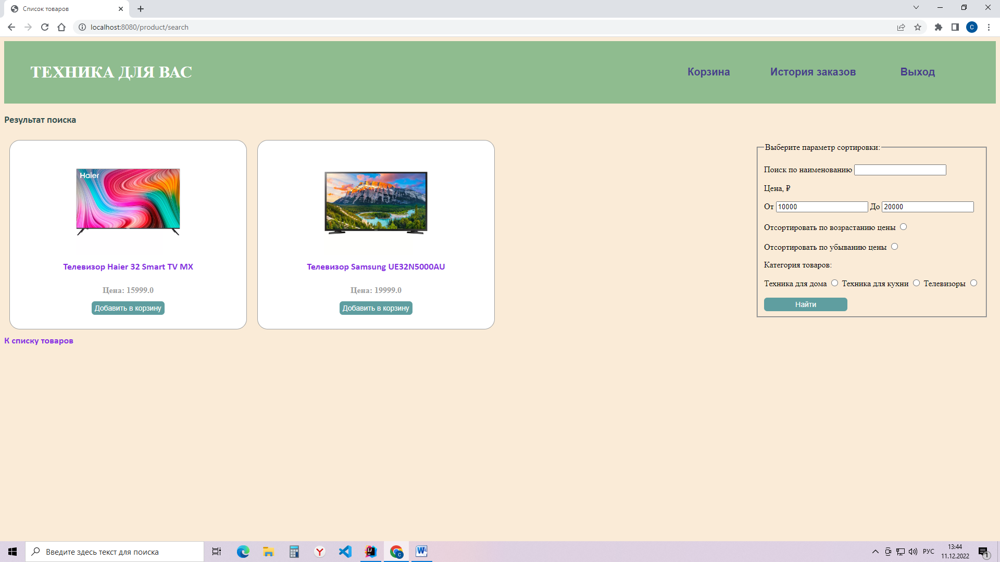 Список товаров
localhost:8080/product/search
C
ТЕХНИКА ДЛЯ ВАС
Корзина
История заказов
Выход
Результат поиска
Haier
Телевизор Haier 32 Smart TV MX
Цена: 15999.0
Добавить в корзину
Телевизор Samsung UE32N5000AU
Цена: 19999.0
Добавить в корзину
Выберите параметр сортировки:
Поиск по наименованию
Цена, ₽
От 10000 До 20000
Отсортировать по возрастанию цены
Отсортировать по убыванию цены
Категория товаров:
Техника для дома Техника для кухни Телевизоры
Найти
К списку товаров
Введите здесь текст для поиска
РУС
13:44
11.12.2022
1